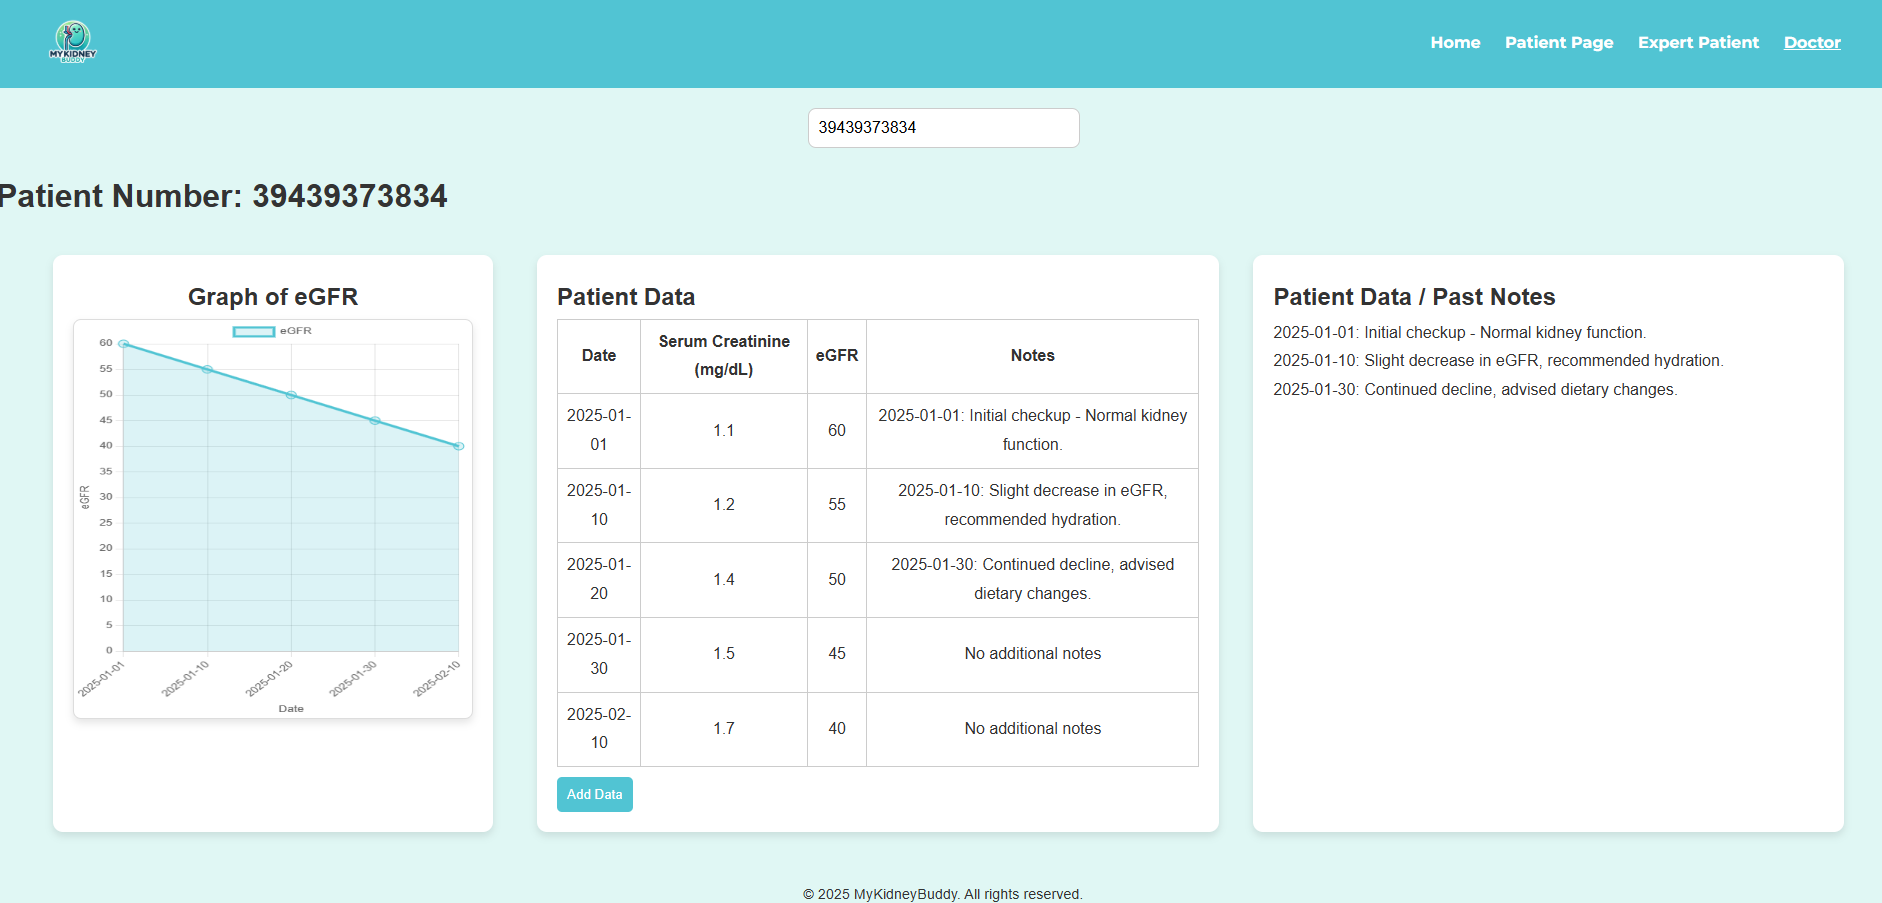 MYKIDNEY
BUDDY
Home Patient Page Expert Patient Doctor
39439373834
Patient Number: 39439373834
Graph of eGFR
eGFR
60
55
50
45
40
35
30
25
20
15
10
5
0
eGFR
2025-01-01 2025-01-10 2025-01-20 2025-01-30 2025-02-10
Date
Patient Data
Date Serum Creatinine (mg/dL) eGFR Notes
2025-01-
01
1.1
60
2025-01-01: Initial checkup - Normal kidney
function.
2025-01-
10
1.2
55
2025-01-10: Slight decrease in eGFR,
recommended hydration.
2025-01-
20
1.4
50
2025-01-30: Continued decline, advised
dietary changes.
2025-01-
30
1.5
45
No additional notes
2025-02-
10
1.7
40
No additional notes
Add Data
Patient Data / Past Notes
2025-01-01: Initial checkup - Normal kidney function.
2025-01-10: Slight decrease in eGFR, recommended hydration.
2025-01-30: Continued decline, advised dietary changes.
© 2025 MyKidneyBuddy. All rights reserved.